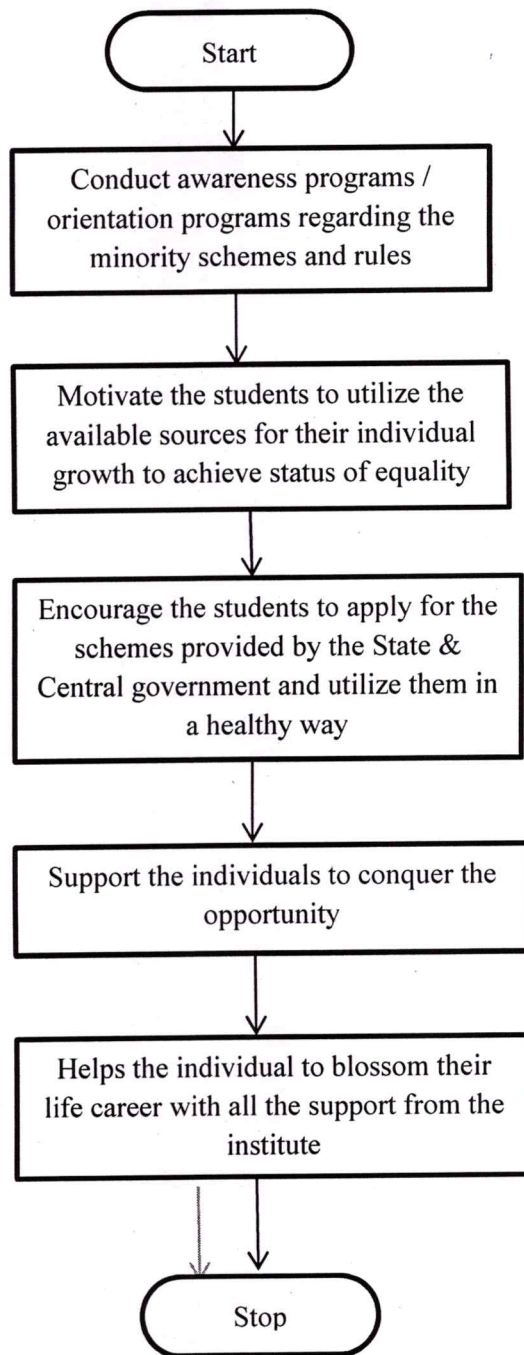 Start
Conduct awareness programs /
orientation programs regarding the
minority schemes and rules
Motivate the students to utilize the
available sources for their individual
growth to achieve status of equality
Encourage the students to apply for the
schemes provided by the State &
Central government and utilize them in
a healthy way
Support the individuals to conquer the
opportunity
Helps the individual to blossom their
life career with all the support from the
institute
Stop